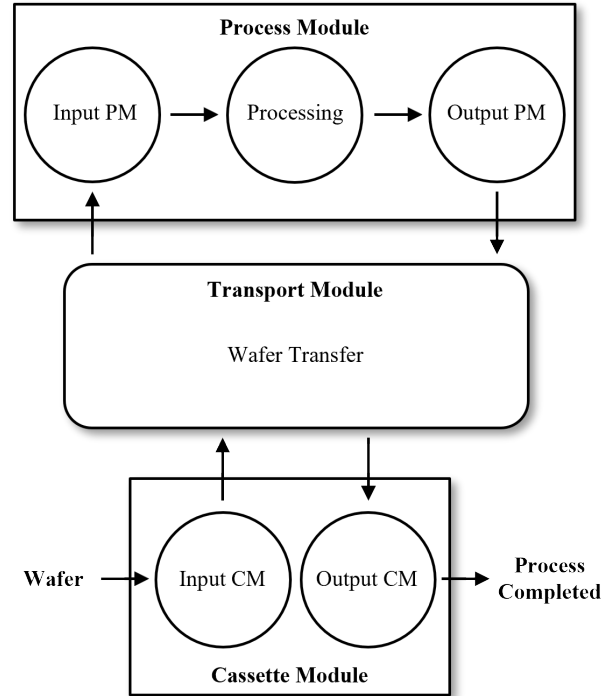 Process Module
Input PM
Processing
Output PM
Transport Module
Wafer Transfer
Wafer
Input CM
Output CM
Process
Completed
Cassette Module